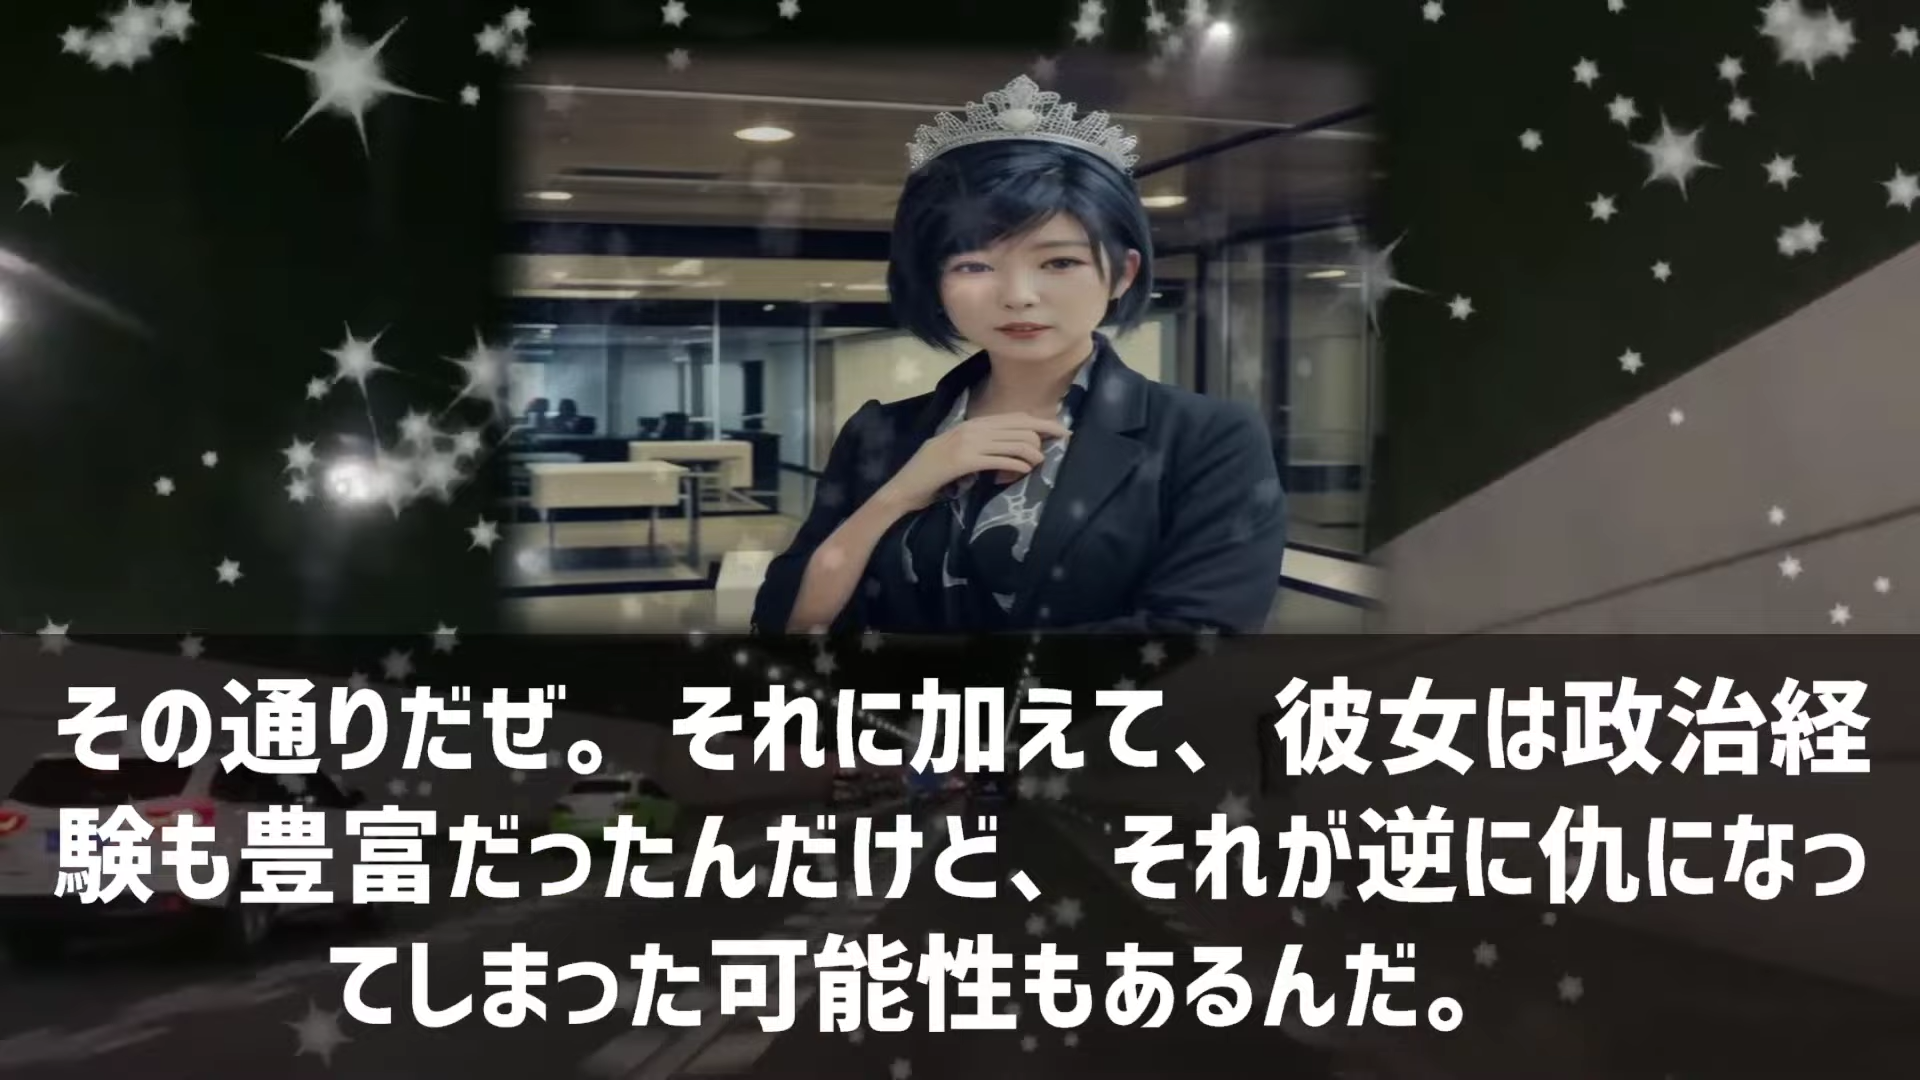 その通りだぜ。それに加えて、彼女は政治経
験も豊富だったんだけど、それが逆に仇になっ
てしまった可能性もあるんだ。